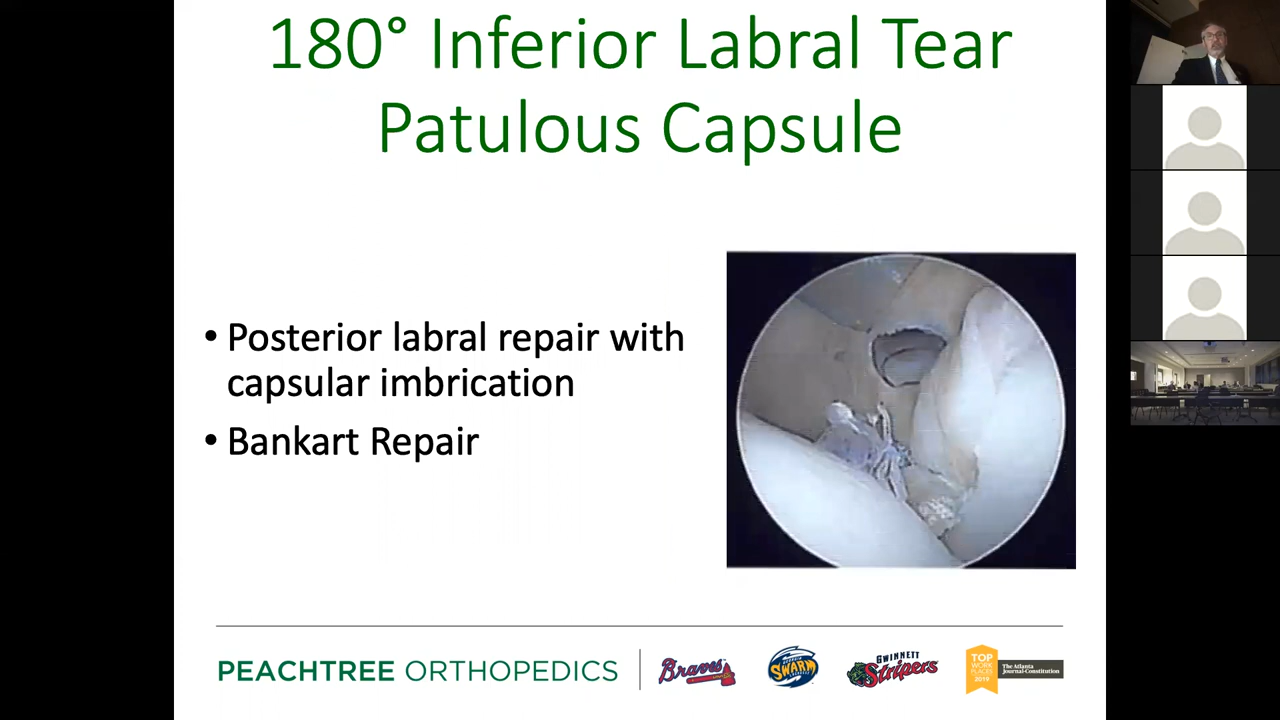 180° Inferior Labral Tear
Patulous Capsule
• Posterior labral repair with
capsular imbrication
• Bankart Repair
PEACHTREE ORTHOPEDICS
Braves
SWARM
GWINNETT
Stripers
TOP
WORK
PLACES
2019
The Atlanta
Journal-Constitution